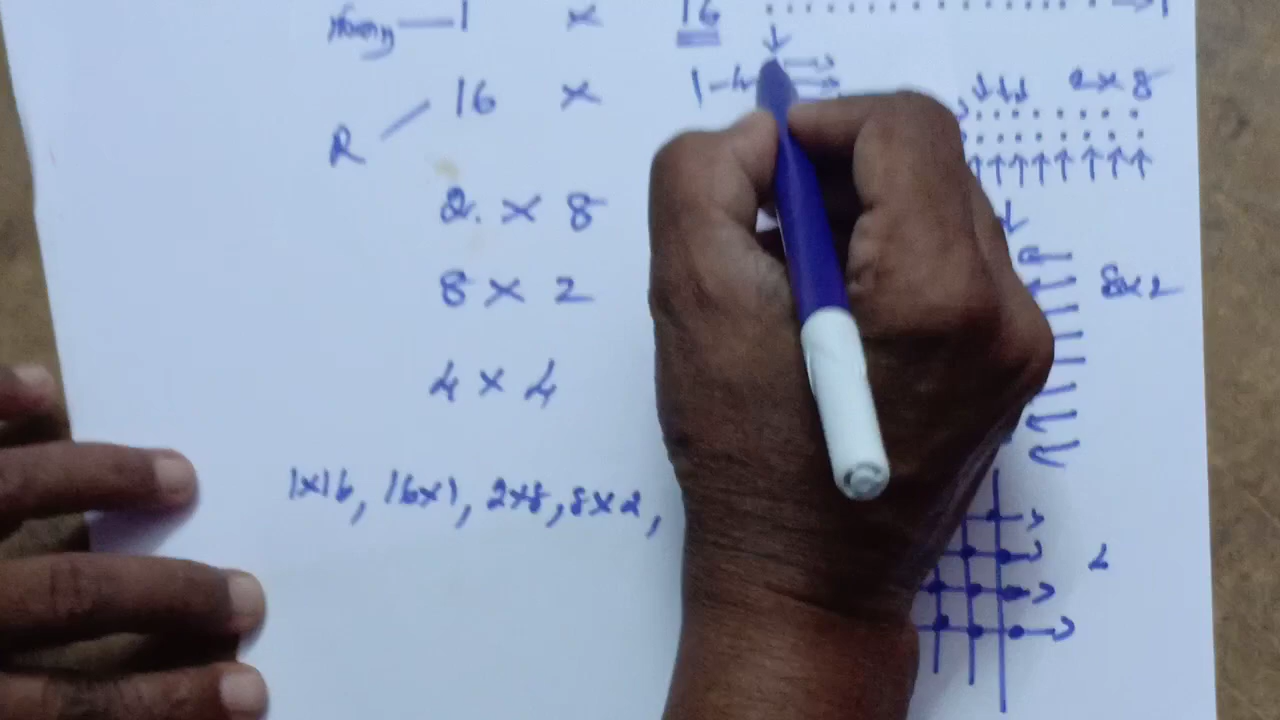 1 × 16
R 16 × 1
2 × 8
2 × 8
8 × 2
8×2
4 × 4
1×16, 16×1, 2×8, 8×2,